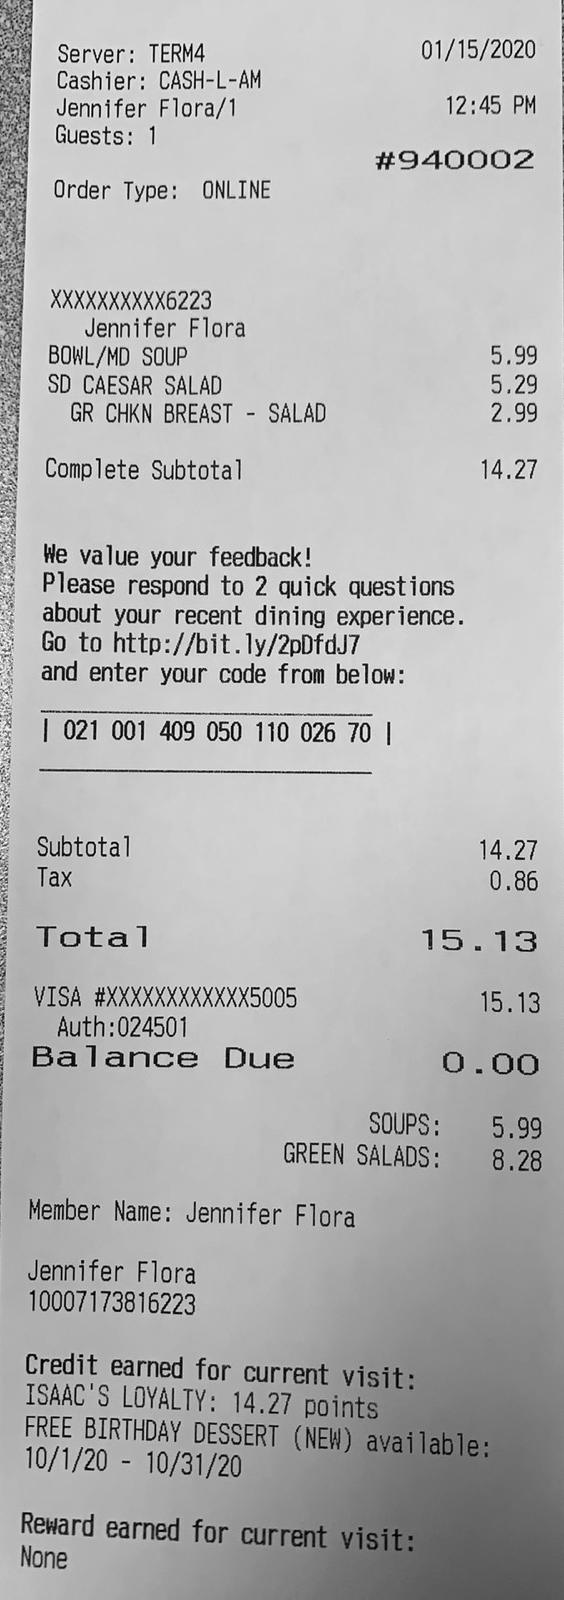 Server: TERM4 01/15/2020
Cashier: CASH-L-AM
Jennifer Flora/1 12:45 PM
Guests: 1
#940002
Order Type: ONLINE
XXXXXXXXXX6223
Jennifer Flora
BOWL/MD SOUP 5.99
SD CAESAR SALAD 5.29
GR CHKN BREAST - SALAD 2.99
Complete Subtotal 14.27
We value your feedback!
Please respond to 2 quick questions
about your recent dining experience.
Go to http://bit.ly/2pDfdJ7
and enter your code from below:
| 021 001 409 050 110 026 70 |
Subtotal 14.27
Tax 0.86
Total 15.13
VISA #XXXXXXXXXXXX5005 15.13
Auth:024501
Balance Due 0.00
SOUPS: 5.99
GREEN SALADS: 8.28
Member Name: Jennifer Flora
Jennifer Flora
10007173816223
Credit earned for current visit:
ISAAC'S LOYALTY: 14.27 points
FREE BIRTHDAY DESSERT (NEW) available:
10/1/20 - 10/31/20
Reward earned for current visit:
None